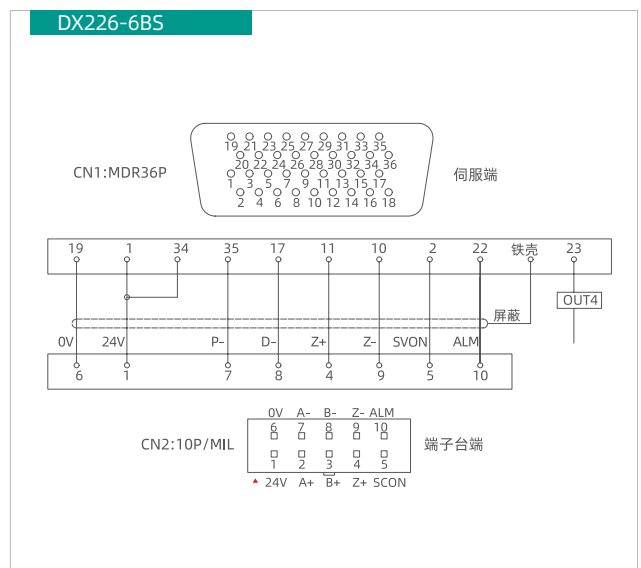 DX226-6BS
19 21 23 25 27 29 31 33 35
20 22 24 26 28 30 32 34 36
CN1:MDR36P
伺服端
1 3 5 7 9 11 13 15 17
2 4 6 8 10 12 14 16 18
19 1 34 35 17 11 10 2 22 铁壳 23
OUT4
屏蔽
0V 24V P- D- Z+ Z- SVON ALM
6 1 7 8 4 9 5 10
0V A- B- Z- ALM
6 7 8 9 10
CN2:10P/MIL
端子台端
1 2 3 4 5
24V A+ B+ Z+ SCON